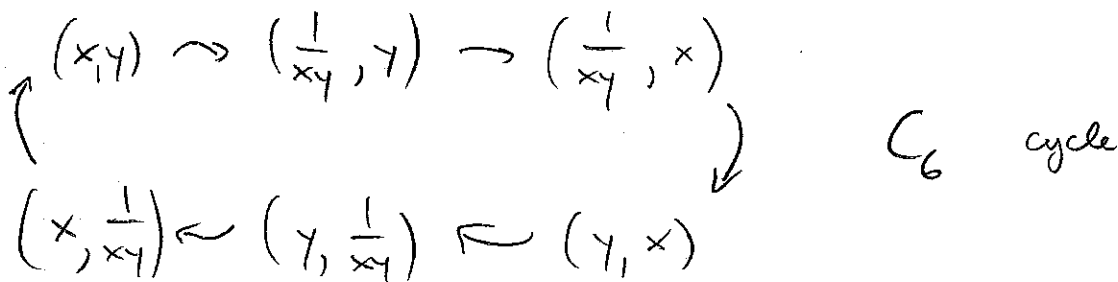 (x,y) → (1/xy, y) → (1/xy, x)
C₆ cycle
(x, 1/xy) ← (y, 1/xy) ← (y, x)